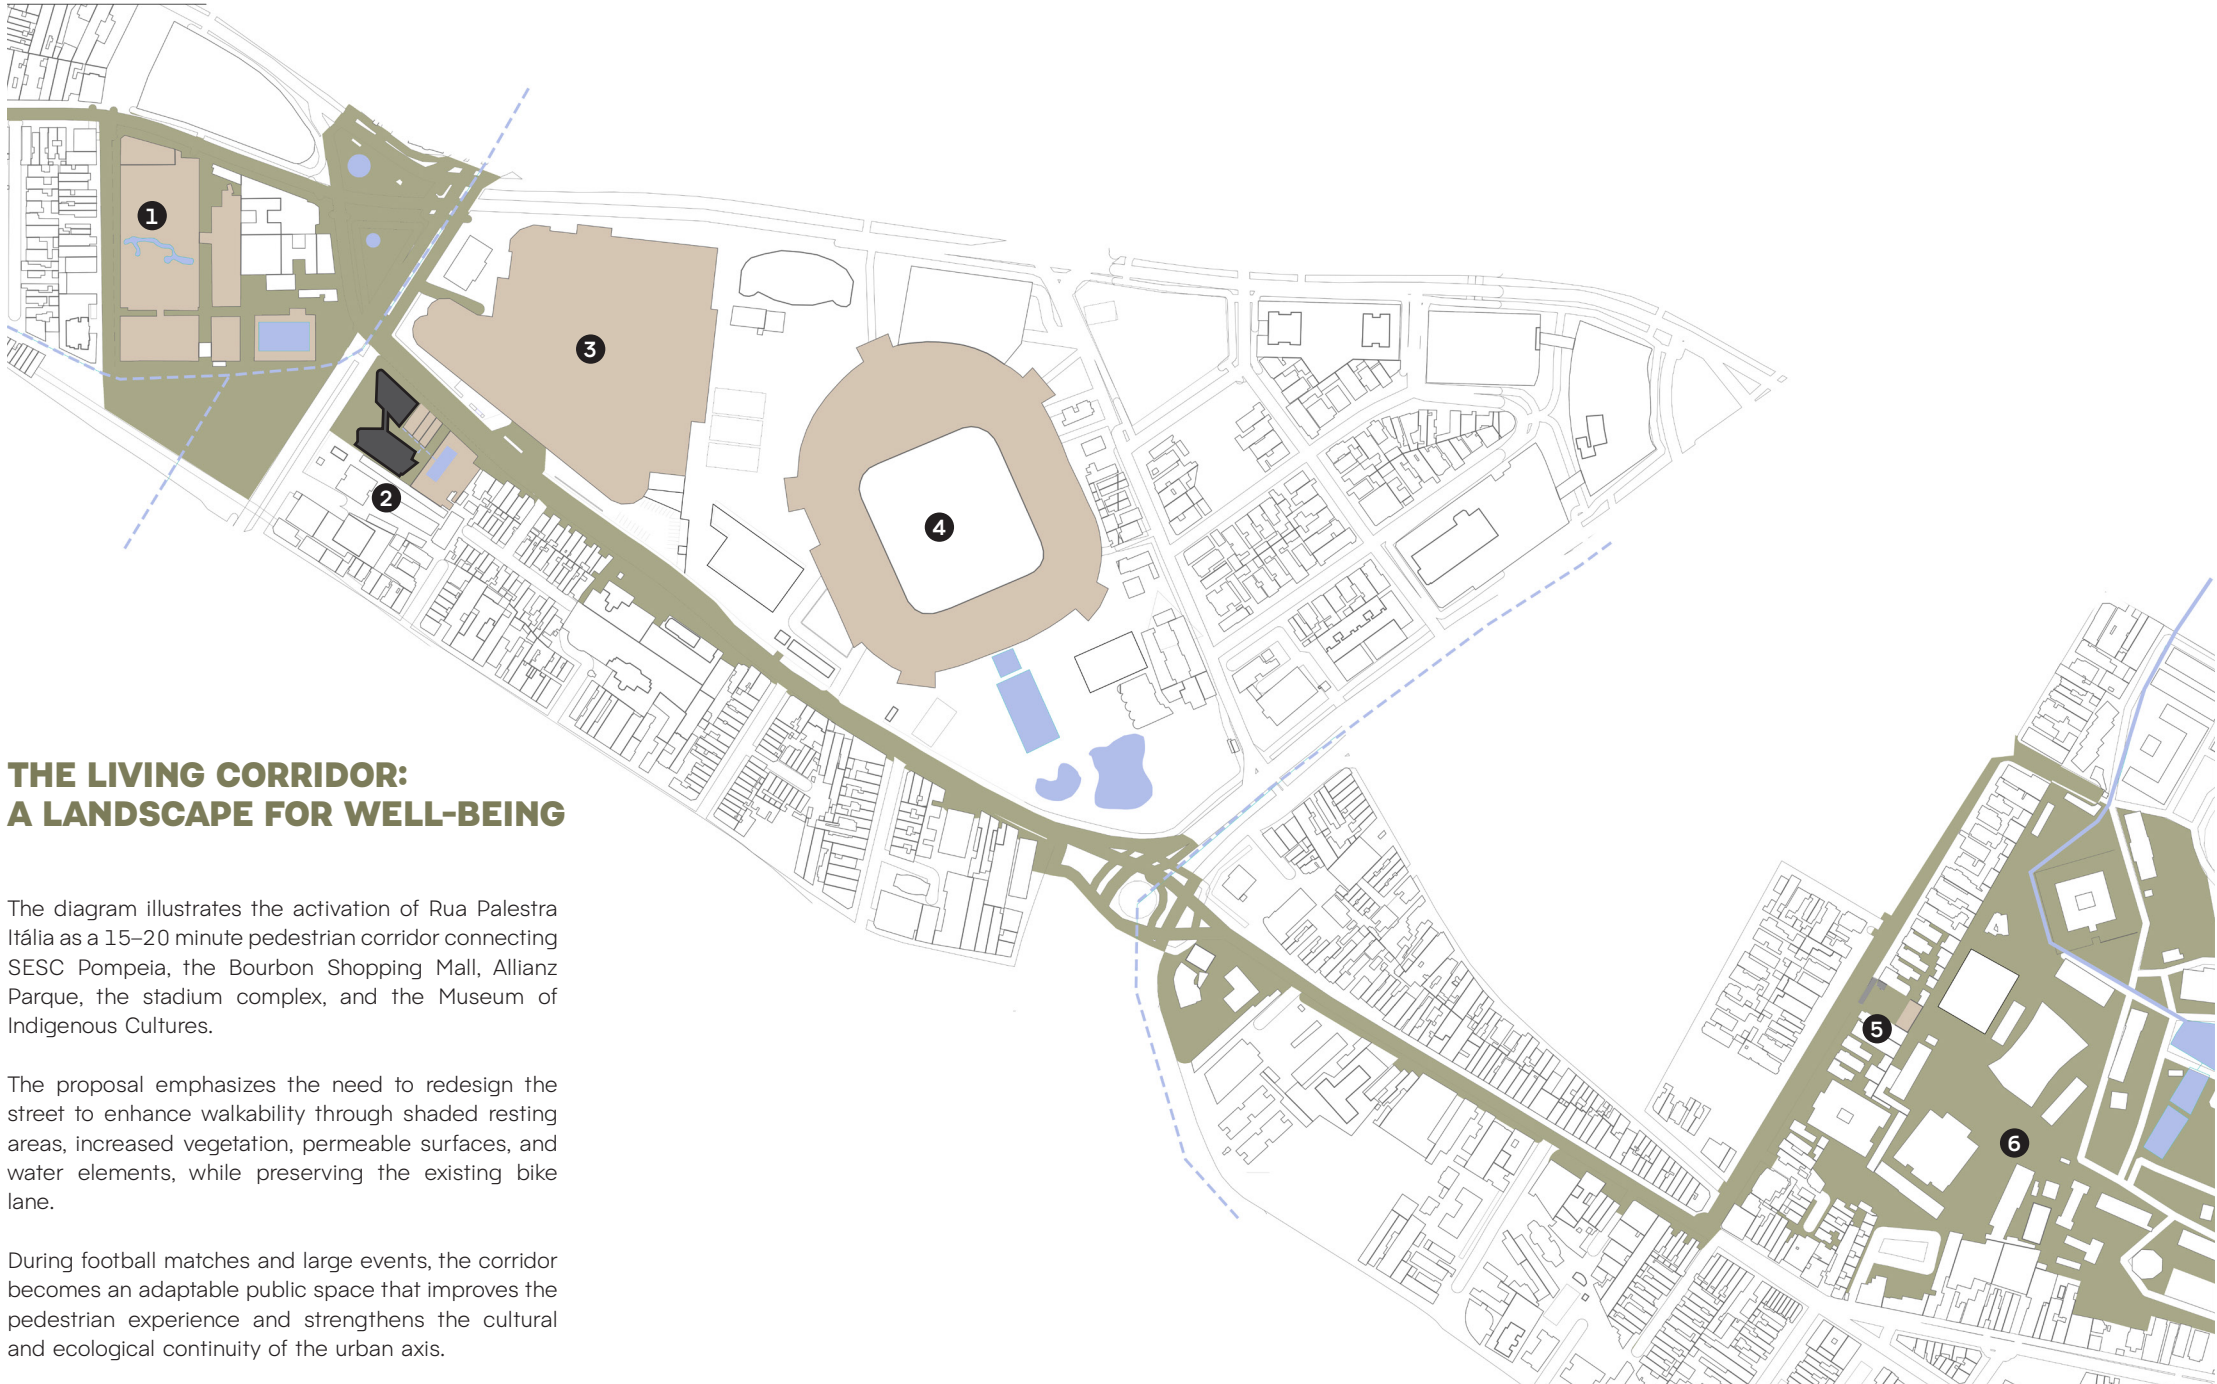 1
3
2
4
THE LIVING CORRIDOR:
A LANDSCAPE FOR WELL-BEING
The diagram illustrates the activation of Rua Palestra
Itália as a 15–20 minute pedestrian corridor connecting
SESC Pompeia, the Bourbon Shopping Mall, Allianz
Parque, the stadium complex, and the Museum of
Indigenous Cultures.
The proposal emphasizes the need to redesign the
street to enhance walkability through shaded resting
areas, increased vegetation, permeable surfaces, and
water elements, while preserving the existing bike
lane.
During football matches and large events, the corridor
becomes an adaptable public space that improves the
pedestrian experience and strengthens the cultural
and ecological continuity of the urban axis.
5
6